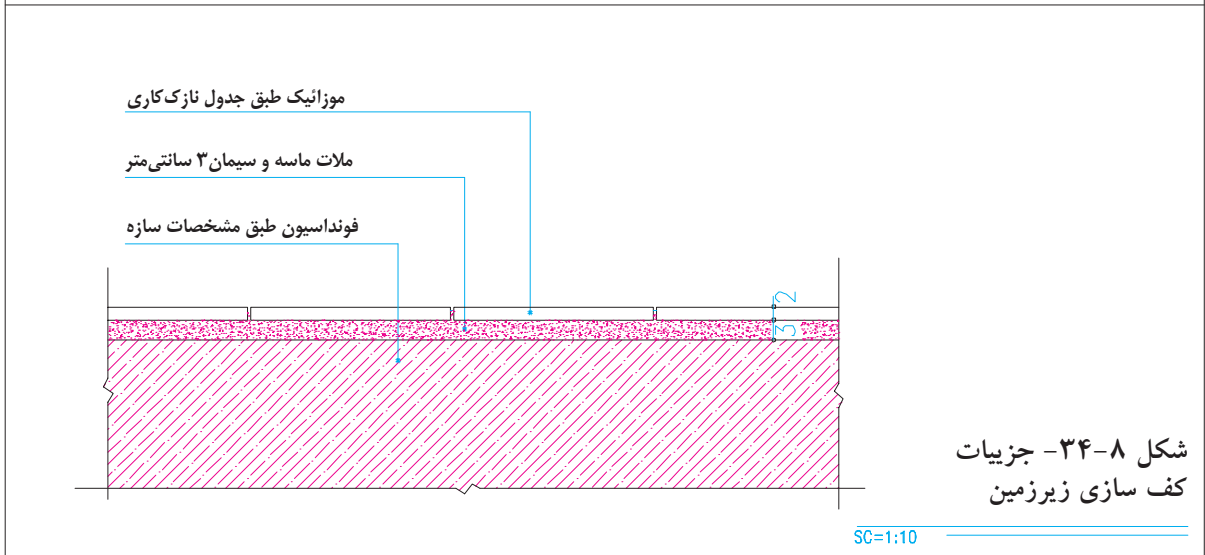 موزائیک طبق جدول نازک‌کاری
ملات ماسه و سیمان۳ سانتی‌متر
فونداسیون طبق مشخصات سازه
2
3
شکل ۸-۳۴- جزییات
کف سازی زیرزمین
SC=1:10